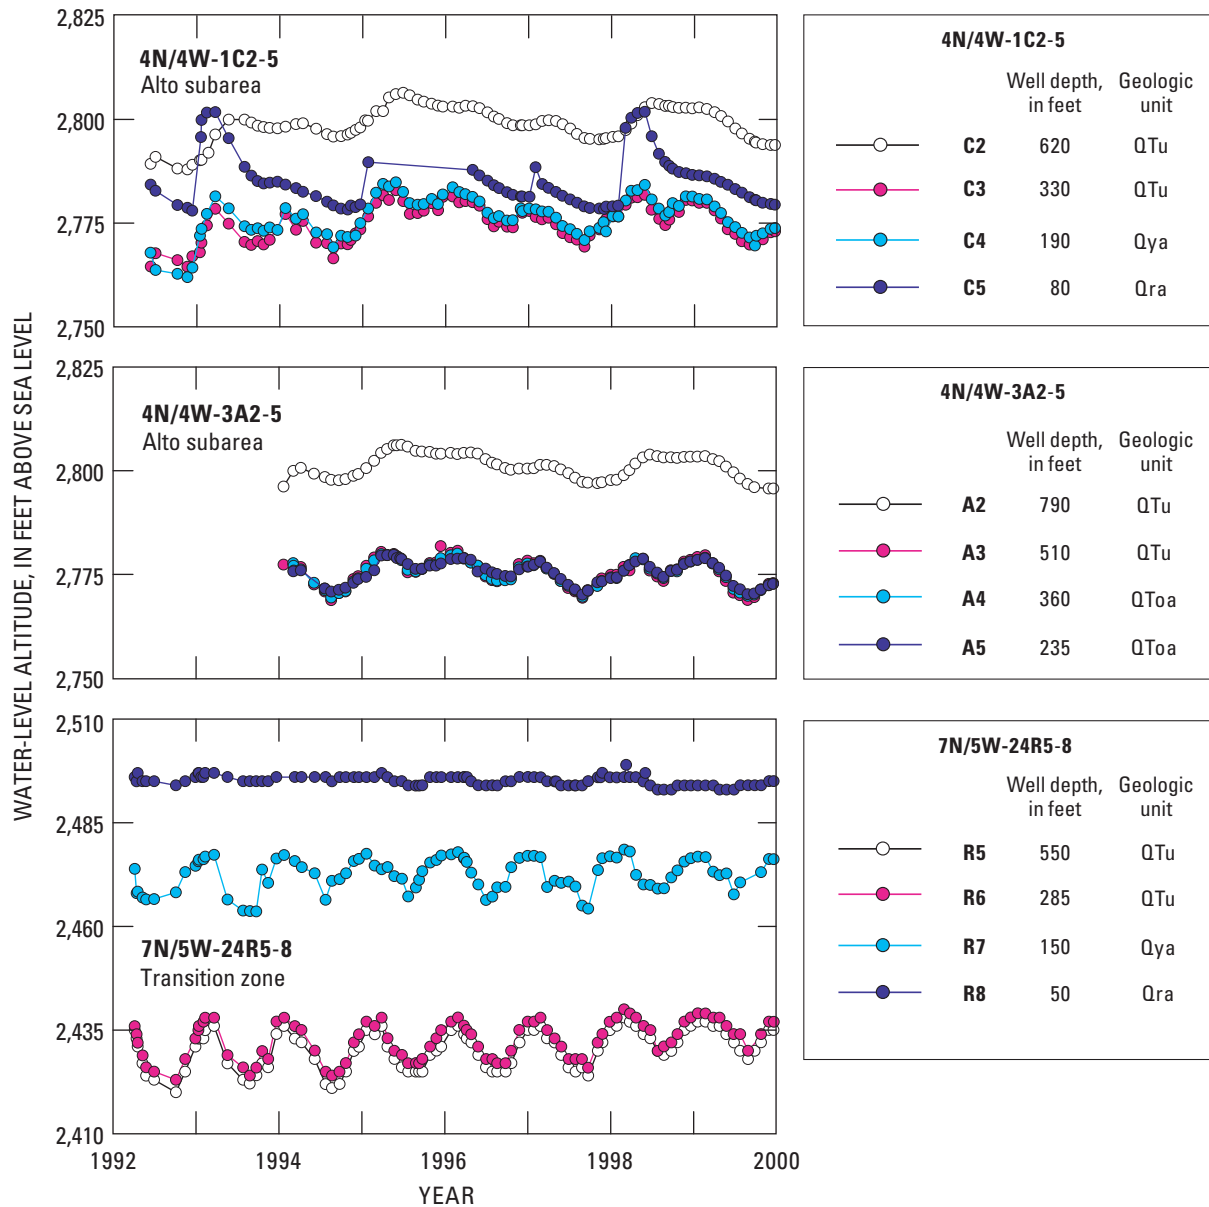 WATER-LEVEL ALTITUDE, IN FEET ABOVE SEA LEVEL
2,825
2,800
2,775
2,750
4N/4W-1C2-5
Alto subarea
4N/4W-1C2-5
Well depth, in feet
Geologic unit
C2 620 QTu
C3 330 QTu
C4 190 Qya
C5 80 Qra
2,825
2,800
2,775
2,750
4N/4W-3A2-5
Alto subarea
4N/4W-3A2-5
Well depth, in feet
Geologic unit
A2 790 QTu
A3 510 QTu
A4 360 QToa
A5 235 QToa
2,510
2,485
2,460
2,435
2,410
7N/5W-24R5-8
Transition zone
7N/5W-24R5-8
Well depth, in feet
Geologic unit
R5 550 QTu
R6 285 QTu
R7 150 Qya
R8 50 Qra
1992 1994 1996 1998 2000
YEAR